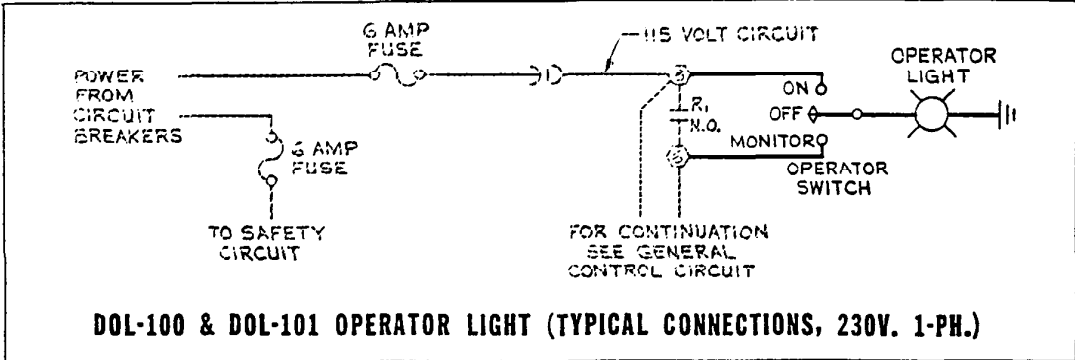 6 AMP
FUSE
115 VOLT CIRCUIT
OPERATOR
LIGHT
POWER
FROM
CIRCUIT
BREAKERS
ON
OFF
R1
N.O.
MONITOR
OPERATOR
SWITCH
6 AMP
FUSE
TO SAFETY
CIRCUIT
FOR CONTINUATION
SEE GENERAL
CONTROL CIRCUIT
DOL-100 & DOL-101 OPERATOR LIGHT (TYPICAL CONNECTIONS, 230V. 1-PH.)